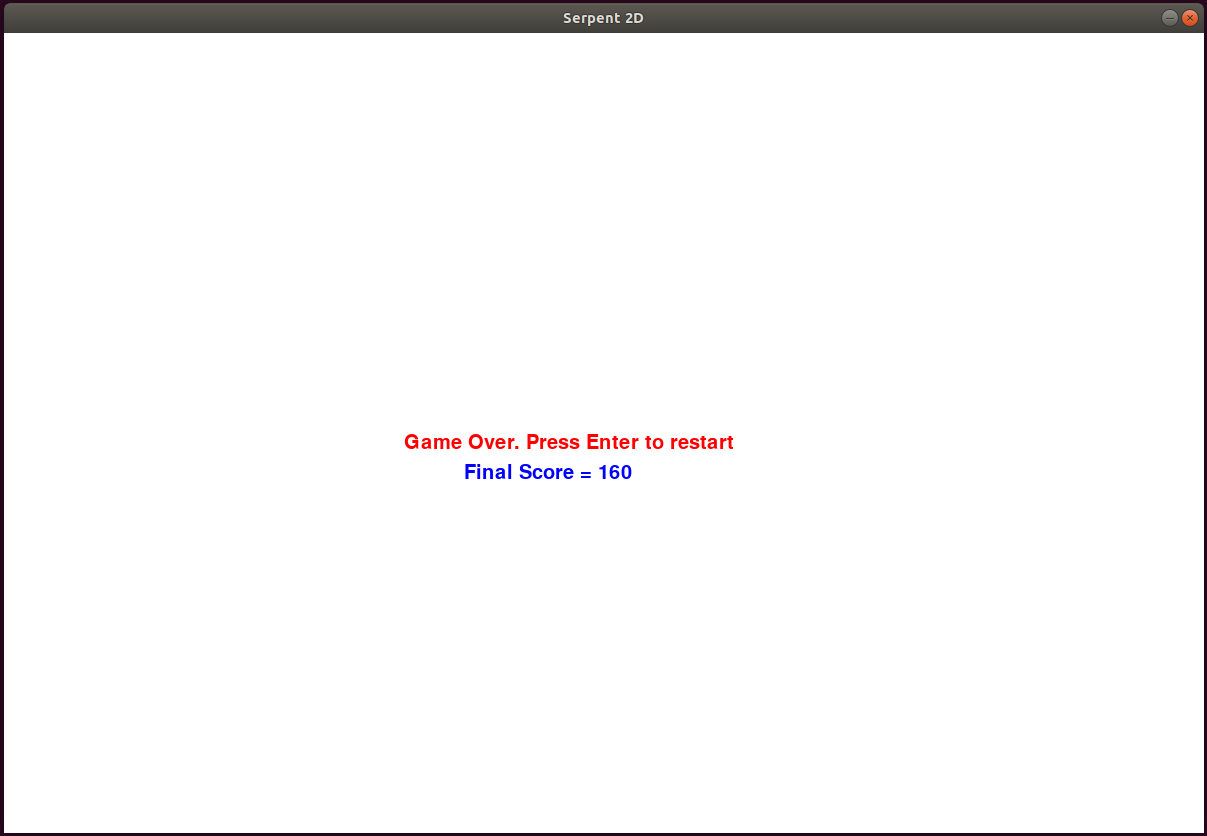 Serpent 2D
Game Over. Press Enter to restart
Final Score = 160